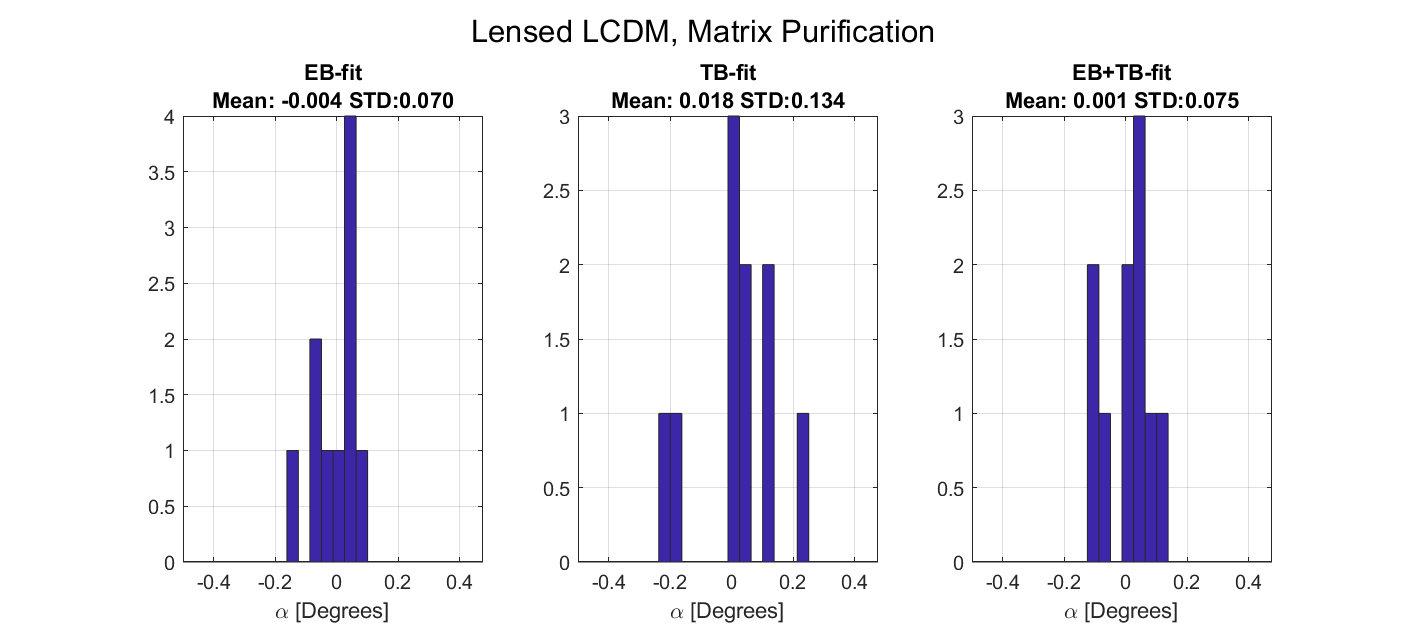 Lensed LCDM, Matrix Purification
EB-fit
Mean: -0.004 STD:0.070
4
3.5
3
2.5
2
1.5
1
0.5
0
-0.4 -0.2 0 0.2 0.4
α [Degrees]
TB-fit
Mean: 0.018 STD:0.134
3
2.5
2
1.5
1
0.5
0
-0.4 -0.2 0 0.2 0.4
α [Degrees]
EB+TB-fit
Mean: 0.001 STD:0.075
3
2.5
2
1.5
1
0.5
0
-0.4 -0.2 0 0.2 0.4
α [Degrees]